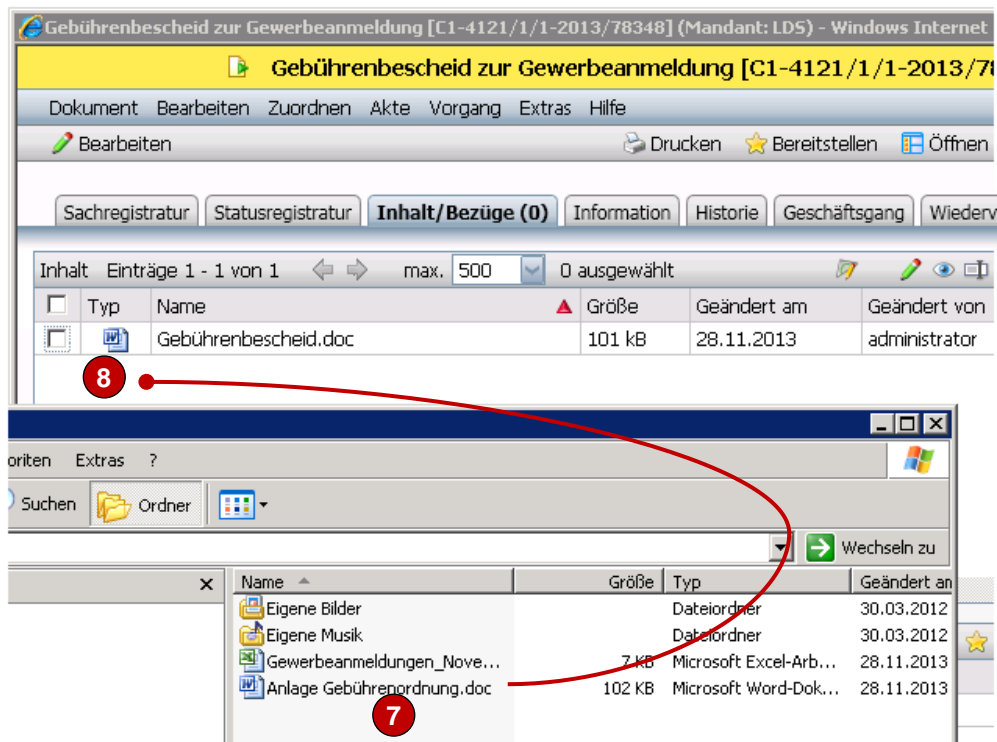 Gebührenbescheid zur Gewerbeanmeldung [C1-4121/1/1-2013/78348] (Mandant: LDS) - Windows Internet
Gebührenbescheid zur Gewerbeanmeldung [C1-4121/1/1-2013/7
Dokument Bearbeiten Zuordnen Akte Vorgang Extras Hilfe
Bearbeiten Drucken Bereitstellen Öffnen
Sachregistratur Statusregistratur Inhalt/Bezüge (0) Information Historie Geschäftsgang Wiederv
Inhalt Einträge 1 - 1 von 1 max. 500 0 ausgewählt
Typ Name Größe Geändert am Geändert von
Gebührenbescheid.doc 101 kB 28.11.2013 administrator
8
oriten Extras ?
Suchen Ordner
Wechseln zu
x Name Größe Typ Geändert an
Eigene Bilder Dateiordner 30.03.2012
Eigene Musik Dateiordner 30.03.2012
Gewerbeanmeldungen_Nove... 7 KB Microsoft Excel-Arb... 28.11.2013
Anlage Gebührenordnung.doc 102 KB Microsoft Word-Dok... 28.11.2013
7